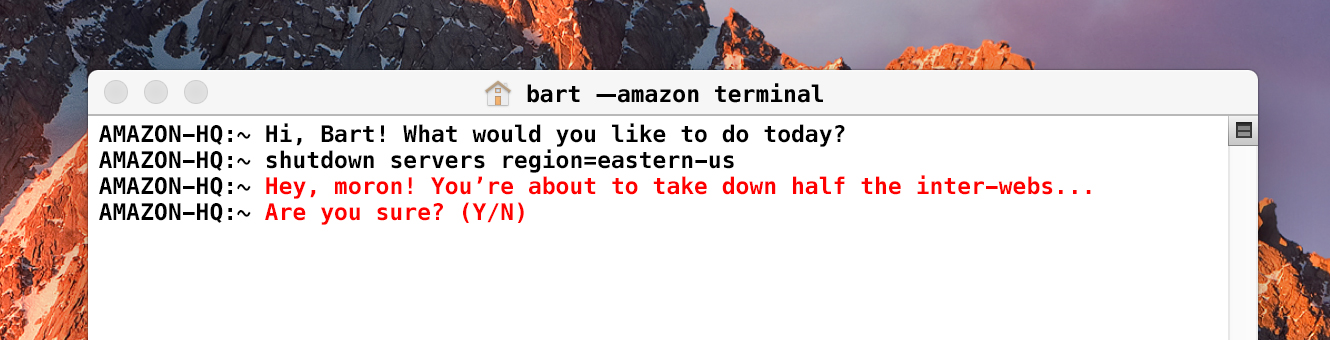 bart —amazon terminal
AMAZON-HQ:~ Hi, Bart! What would you like to do today?
AMAZON-HQ:~ shutdown servers region=eastern-us
AMAZON-HQ:~ Hey, moron! You’re about to take down half the inter-webs...
AMAZON-HQ:~ Are you sure? (Y/N)